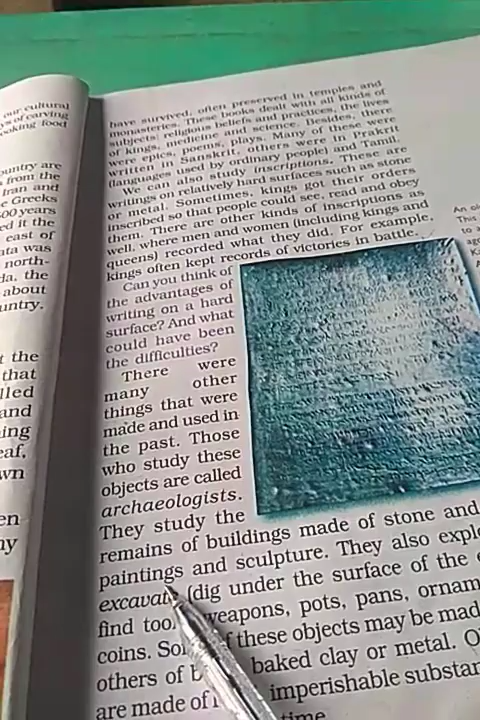 our cultural
ys of carving
ooking food
untry are
s from the
Iran and
e Greeks
500 years
ed it the
east of
ata was
north-
da, the
about
untry.
t the
that
lled
and
ing
eaf,
wn
en
ny
have survived, often preserved in temples and
monasteries. These books dealt with all kinds of
subjects: religious beliefs and practices, the lives
of kings, medicine and science. Besides, there
were epics, poems, plays. Many of these were
written in Sanskrit, others were in Prakrit
(languages used by ordinary people) and Tamil.
We can also study inscriptions. These are
writings on relatively hard surfaces such as stone
or metal. Sometimes, kings got their orders
inscribed so that people could see, read and obey
them. There are other kinds of inscriptions as
well, where men and women (including kings and
queens) recorded what they did. For example,
kings often kept records of victories in battle.
Can you think of
the advantages of
writing on a hard
surface? And what
could have been
the difficulties?
There were
many other
things that were
made and used in
the past. Those
who study these
objects are called
archaeologists.
They study the
remains of buildings made of stone and
paintings and sculpture. They also expl
excavat (dig under the surface of the e
find tool weapons, pots, pans, ornam
coins. So f these objects may be mad
others of b baked clay or metal. O
are made of imperishable substan
time
An ol
This
to a